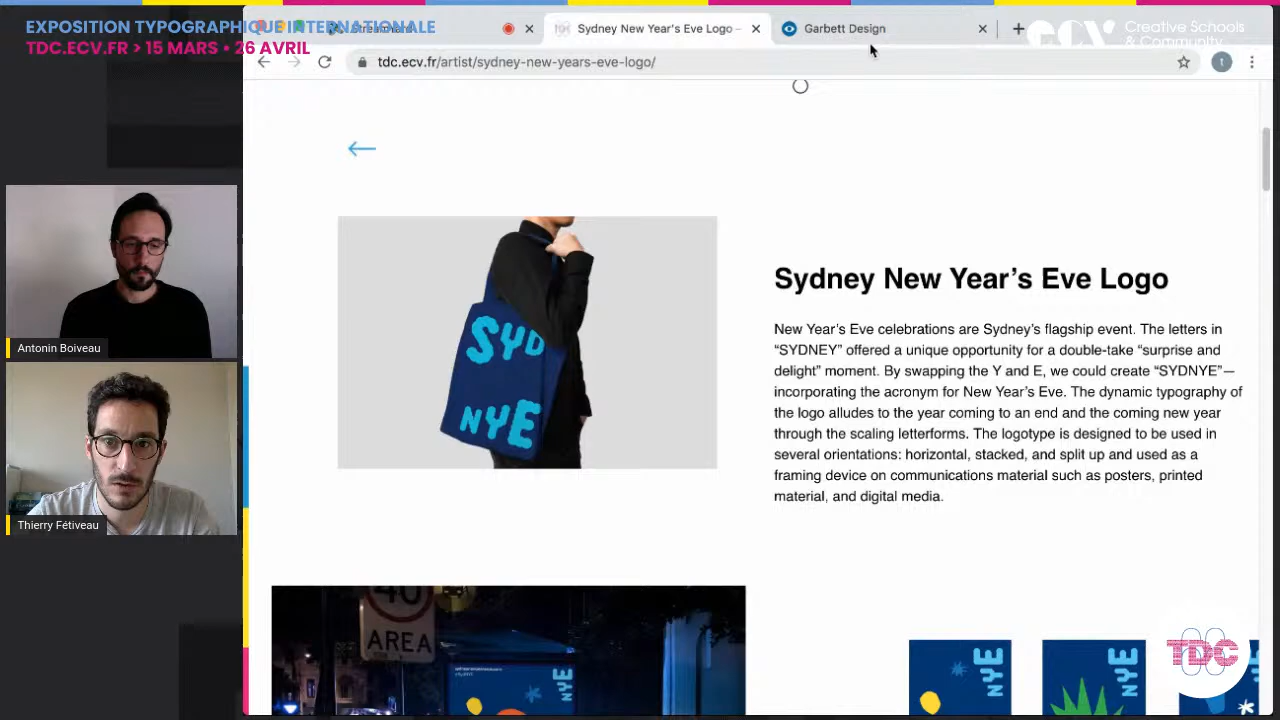 EXPOSITION TYPOGRAPHIQUE INTERNATIONALE
TDC.ECV.FR > 15 MARS • 26 AVRIL
Sydney New Year's Eve Logo –
Garbett Design
ecv Creative Schools
& Community
tdc.ecv.fr/artist/sydney-new-years-eve-logo/
t
SYD
NYE
Sydney New Year’s Eve Logo
New Year’s Eve celebrations are Sydney’s flagship event. The letters in
“SYDNEY” offered a unique opportunity for a double-take “surprise and
delight” moment. By swapping the Y and E, we could create “SYDNYE”—
incorporating the acronym for New Year’s Eve. The dynamic typography of
the logo alludes to the year coming to an end and the coming new year
through the scaling letterforms. The logotype is designed to be used in
several orientations: horizontal, stacked, and split up and used as a
framing device on communications material such as posters, printed
material, and digital media.
Antonin Boiveau
Thierry Fétiveau
40
AREA
NYE
NYE
NYE
TDC